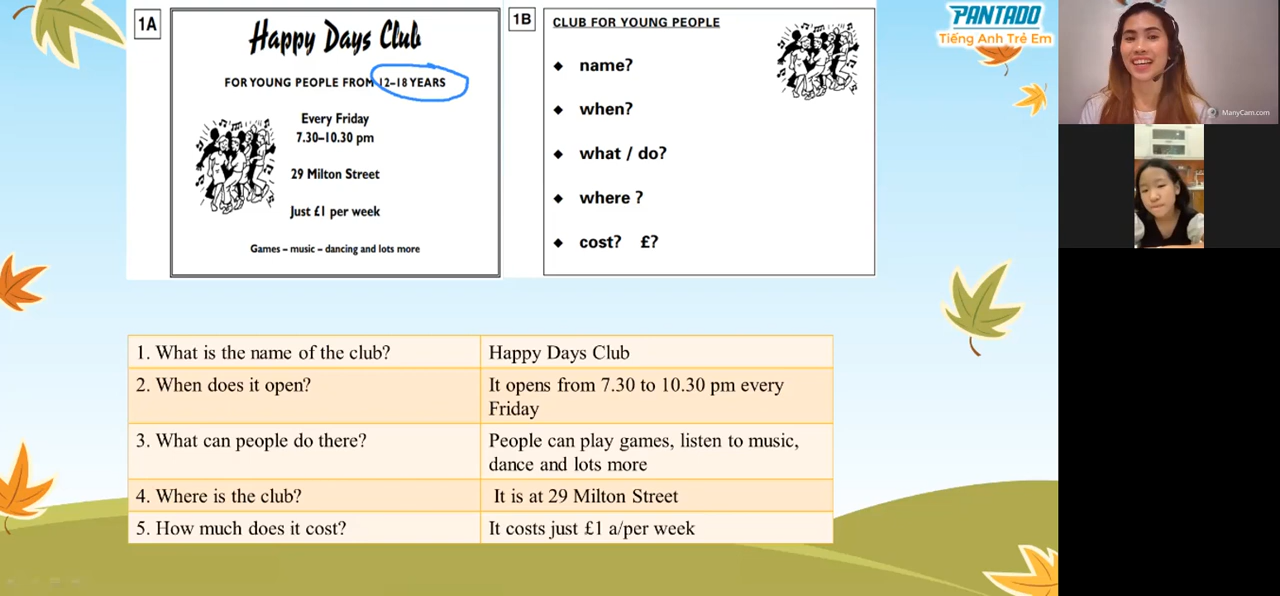 1A
Happy Days Club
FOR YOUNG PEOPLE FROM 12–18 YEARS
Every Friday
7.30–10.30 pm
29 Milton Street
Just £1 per week
Games – music – dancing and lots more
1B
CLUB FOR YOUNG PEOPLE
name?
when?
what / do?
where ?
cost? £?
PANTADO
Tiếng Anh Trẻ Em
ManyCam.com
1. What is the name of the club?
Happy Days Club
2. When does it open?
It opens from 7.30 to 10.30 pm every
Friday
3. What can people do there?
People can play games, listen to music,
dance and lots more
4. Where is the club?
It is at 29 Milton Street
5. How much does it cost?
It costs just £1 a/per week